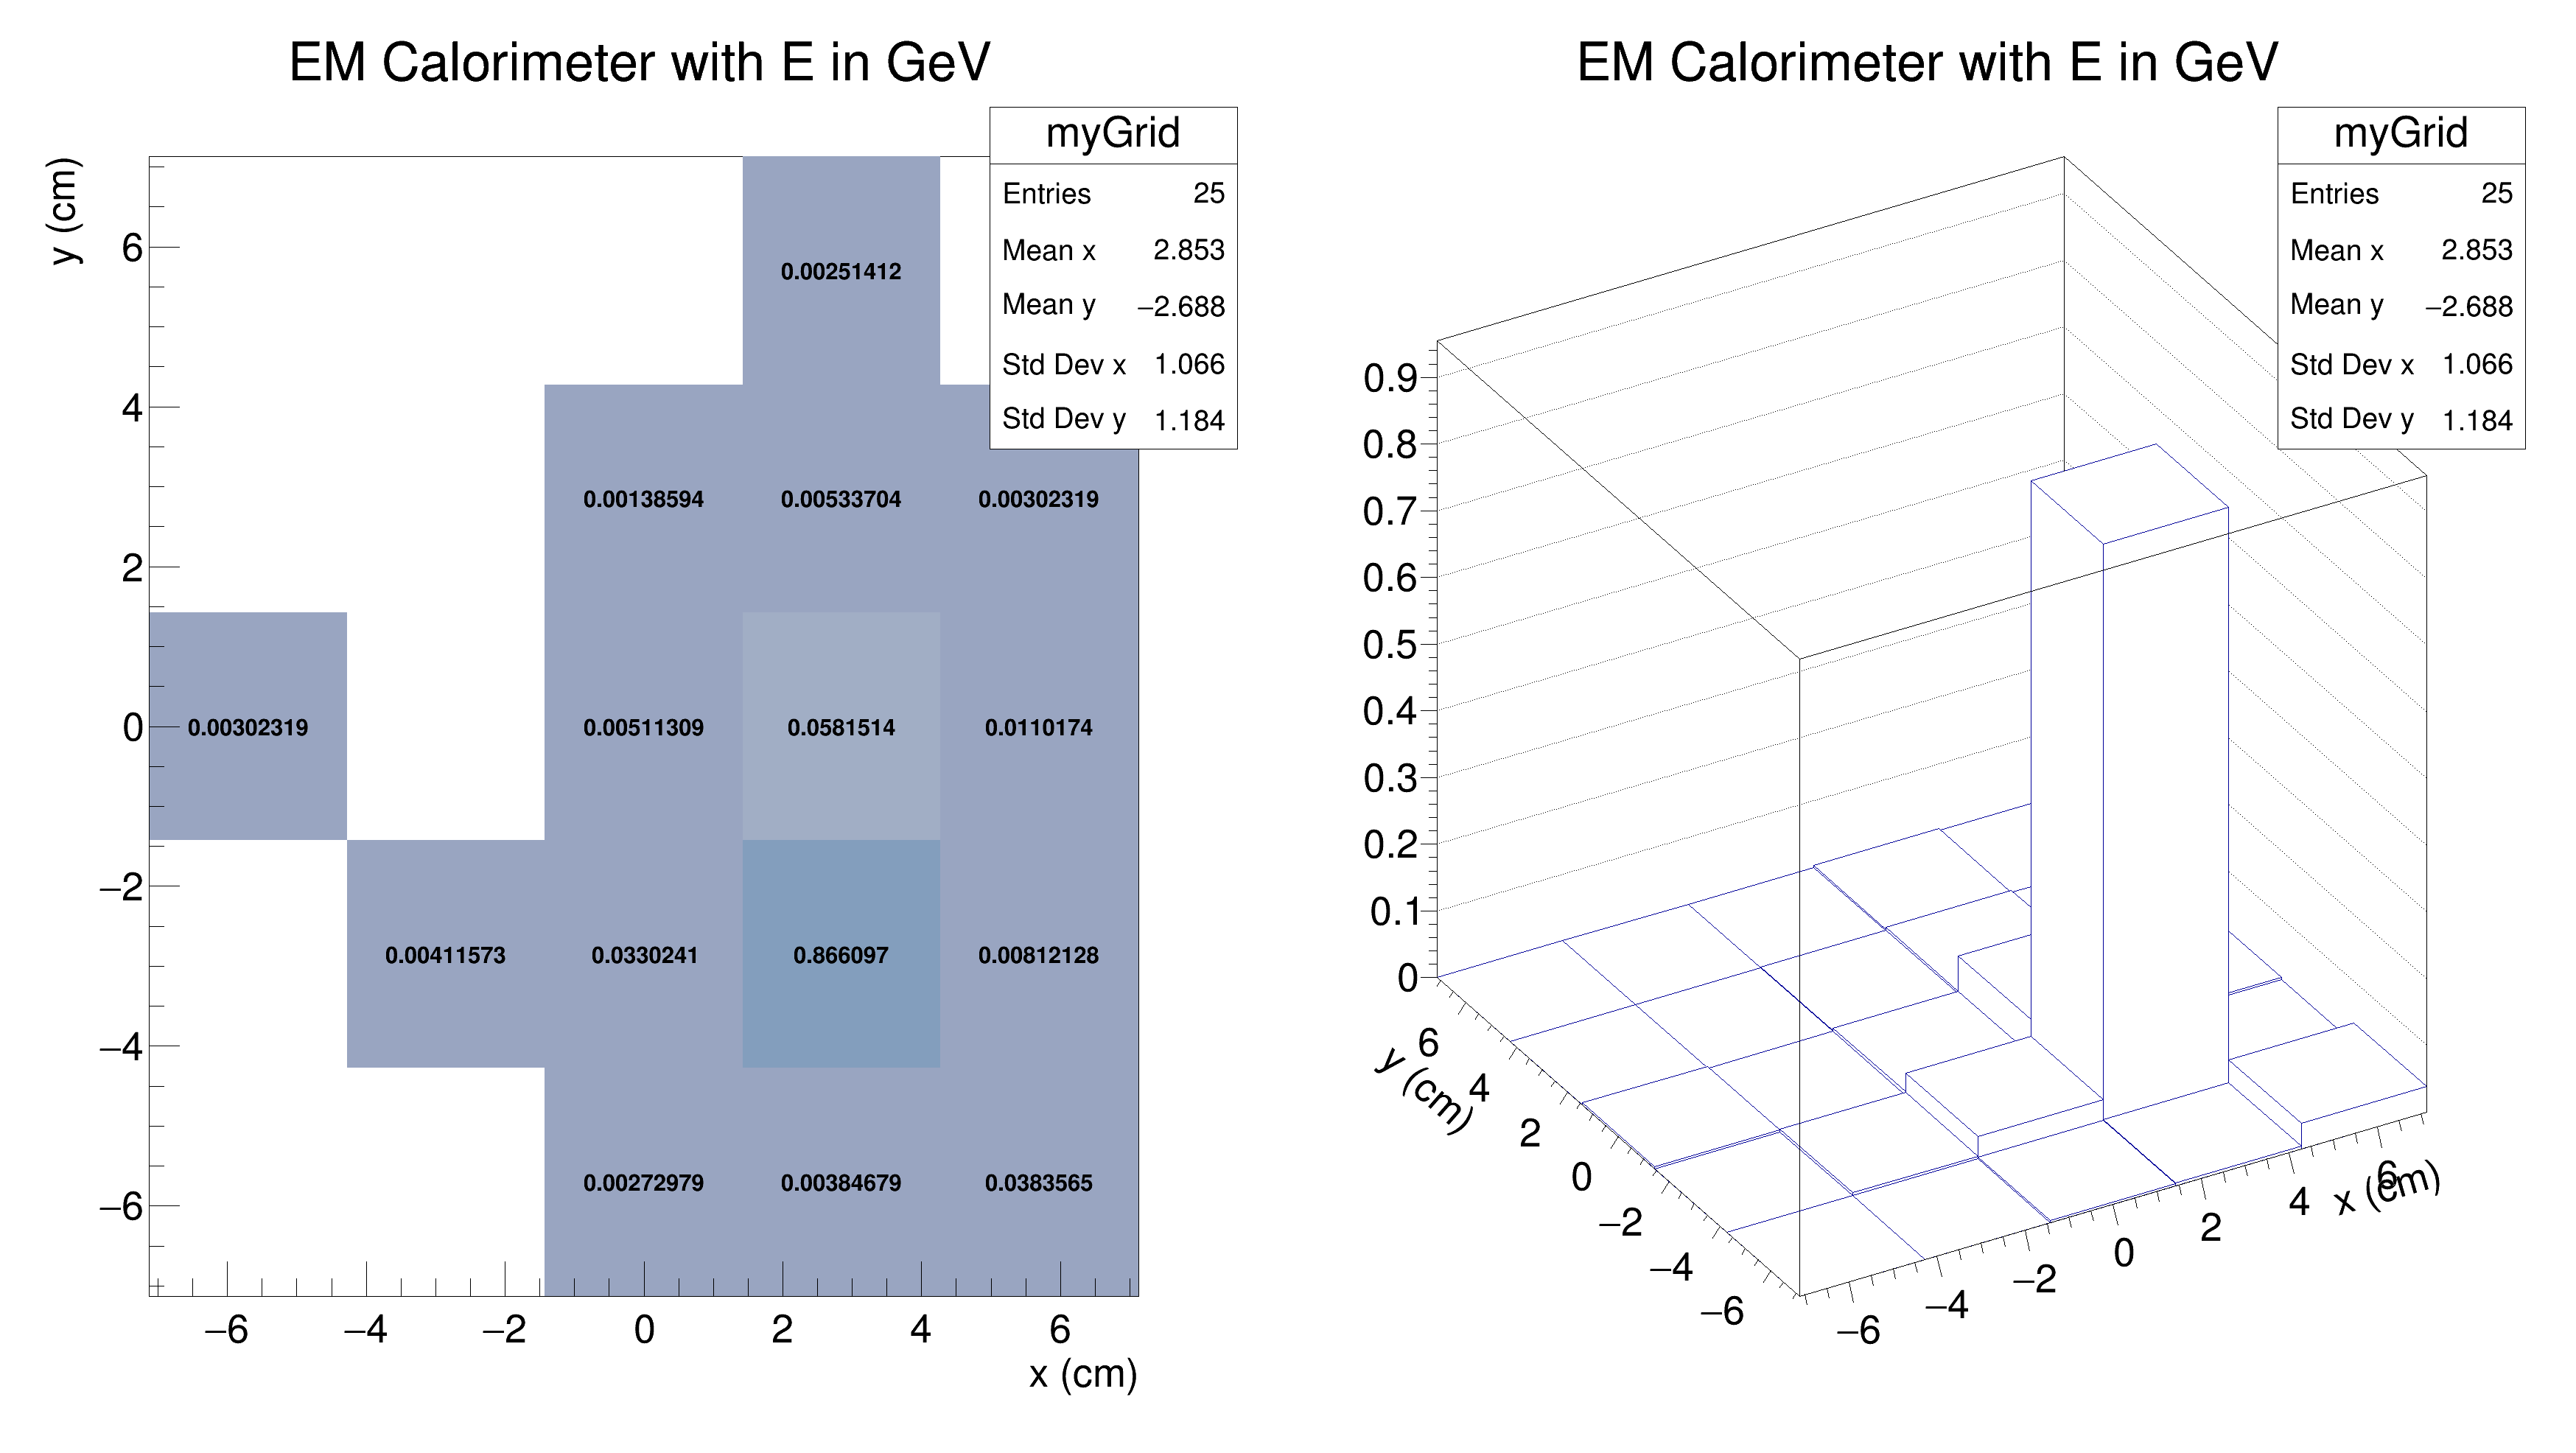 EM Calorimeter with E in GeV
myGrid
Entries 25
Mean x 2.853
Mean y −2.688
Std Dev x 1.066
Std Dev y 1.184
y (cm)
6
4
2
0
−2
−4
−6
0.00251412
0.00138594 0.00533704 0.00302319
0.00302319 0.00511309 0.0581514 0.0110174
0.00411573 0.0330241 0.866097 0.00812128
0.00272979 0.00384679 0.0383565
−6 −4 −2 0 2 4 6
x (cm)
EM Calorimeter with E in GeV
myGrid
Entries 25
Mean x 2.853
Mean y −2.688
Std Dev x 1.066
Std Dev y 1.184
0.9
0.8
0.7
0.6
0.5
0.4
0.3
0.2
0.1
0
y (cm)
6
4
2
0
−2
−4
−6
−6 −4 −2 0 2 4 6
x (cm)